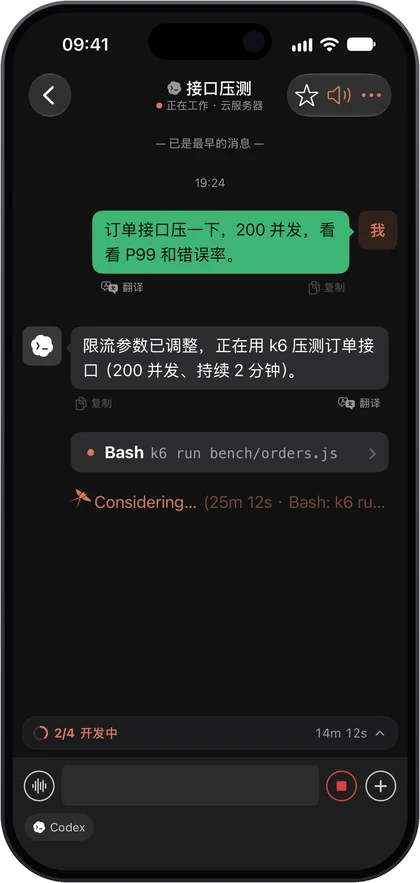 09:41
接口压测
正在工作 · 云服务器
— 已是最早的消息 —
19:24
订单接口压一下，200 并发，看
看 P99 和错误率。
我
翻译
复制
限流参数已调整，正在用 k6 压测订单接
口（200 并发、持续 2 分钟）。
复制
翻译
Bash k6 run bench/orders.js
Considering... (25m 12s · Bash: k6 ru...
2/4 开发中
14m 12s
Codex